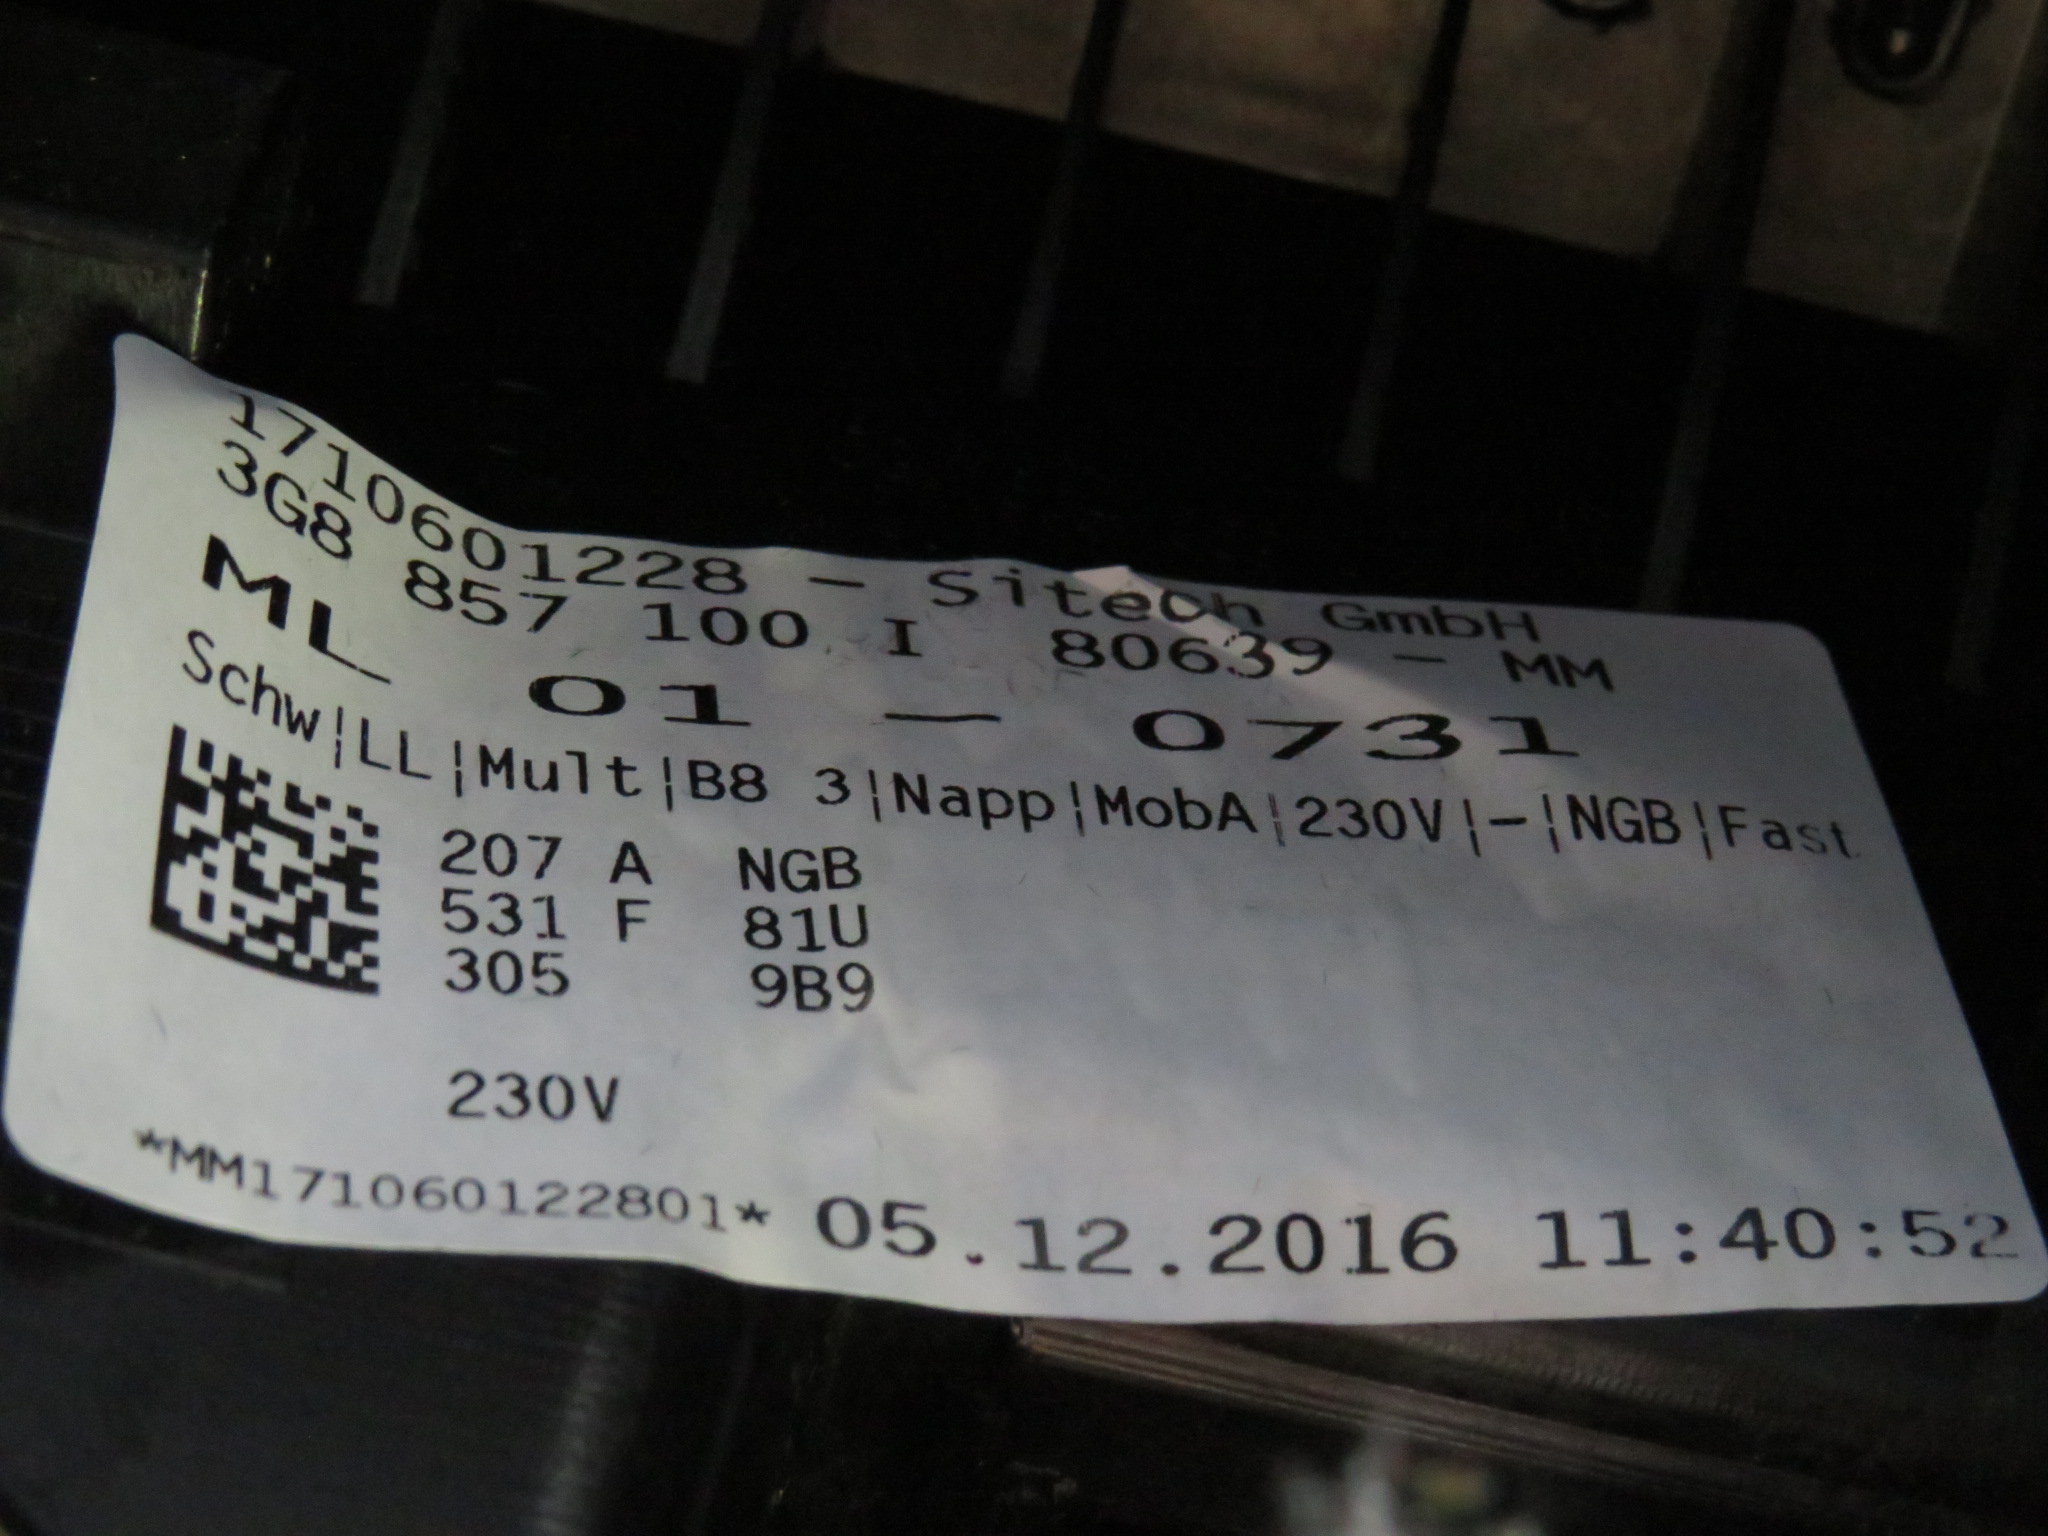 1710601228 - Sitech GmbH
3G8 857 100 I 80639 - MM
ML 01 - 0731
Schw|LL|Mult|B8 3|Napp|MobA|230V|-|NGB|Fast
207 A NGB
531 F 81U
305 9B9
230V
*MM171060122801* 05.12.2016 11:40:52